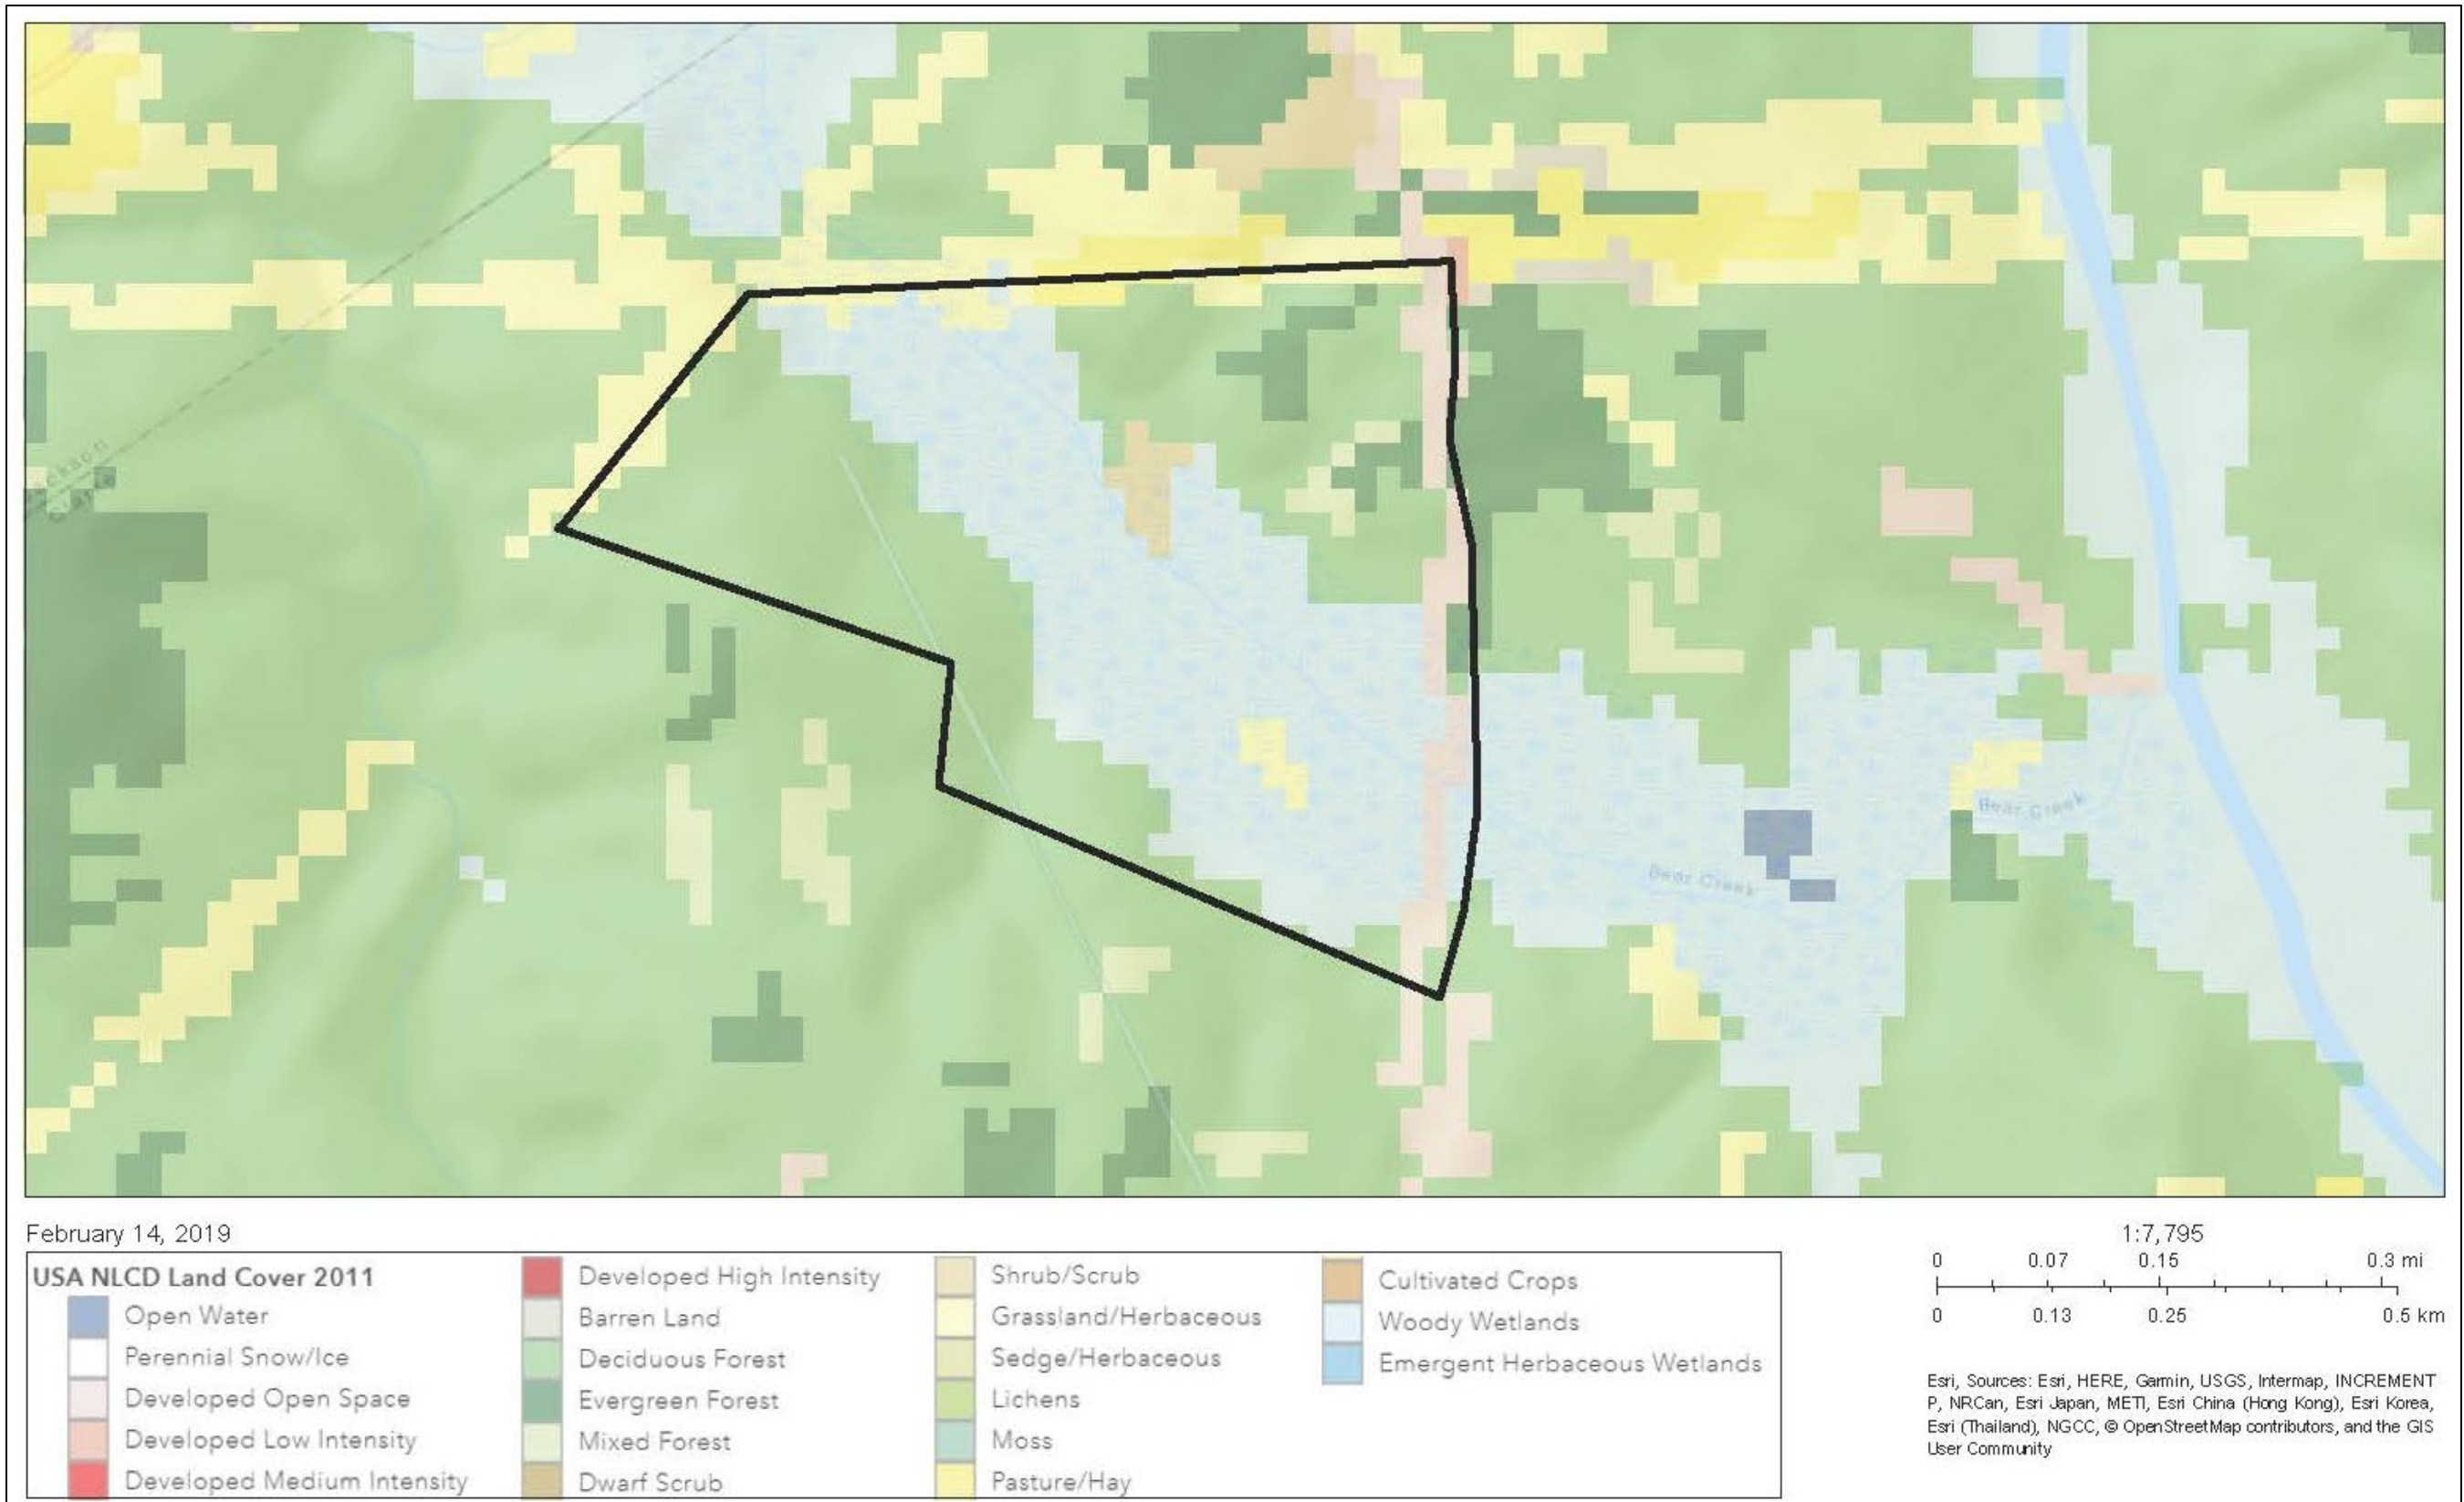 Bear Creek
Bear Creek
February 14, 2019
USA NLCD Land Cover 2011
Open Water
Perennial Snow/Ice
Developed Open Space
Developed Low Intensity
Developed Medium Intensity
Developed High Intensity
Barren Land
Deciduous Forest
Evergreen Forest
Mixed Forest
Dwarf Scrub
Shrub/Scrub
Grassland/Herbaceous
Sedge/Herbaceous
Lichens
Moss
Pasture/Hay
Cultivated Crops
Woody Wetlands
Emergent Herbaceous Wetlands
1:7,795
0 0.07 0.15 0.3 mi
0 0.13 0.25 0.5 km
Esri, Sources: Esri, HERE, Garmin, USGS, Intermap, INCREMENT
P, NRCan, Esri Japan, METI, Esri China (Hong Kong), Esri Korea,
Esri (Thailand), NGCC, © OpenStreetMap contributors, and the GIS
User Community